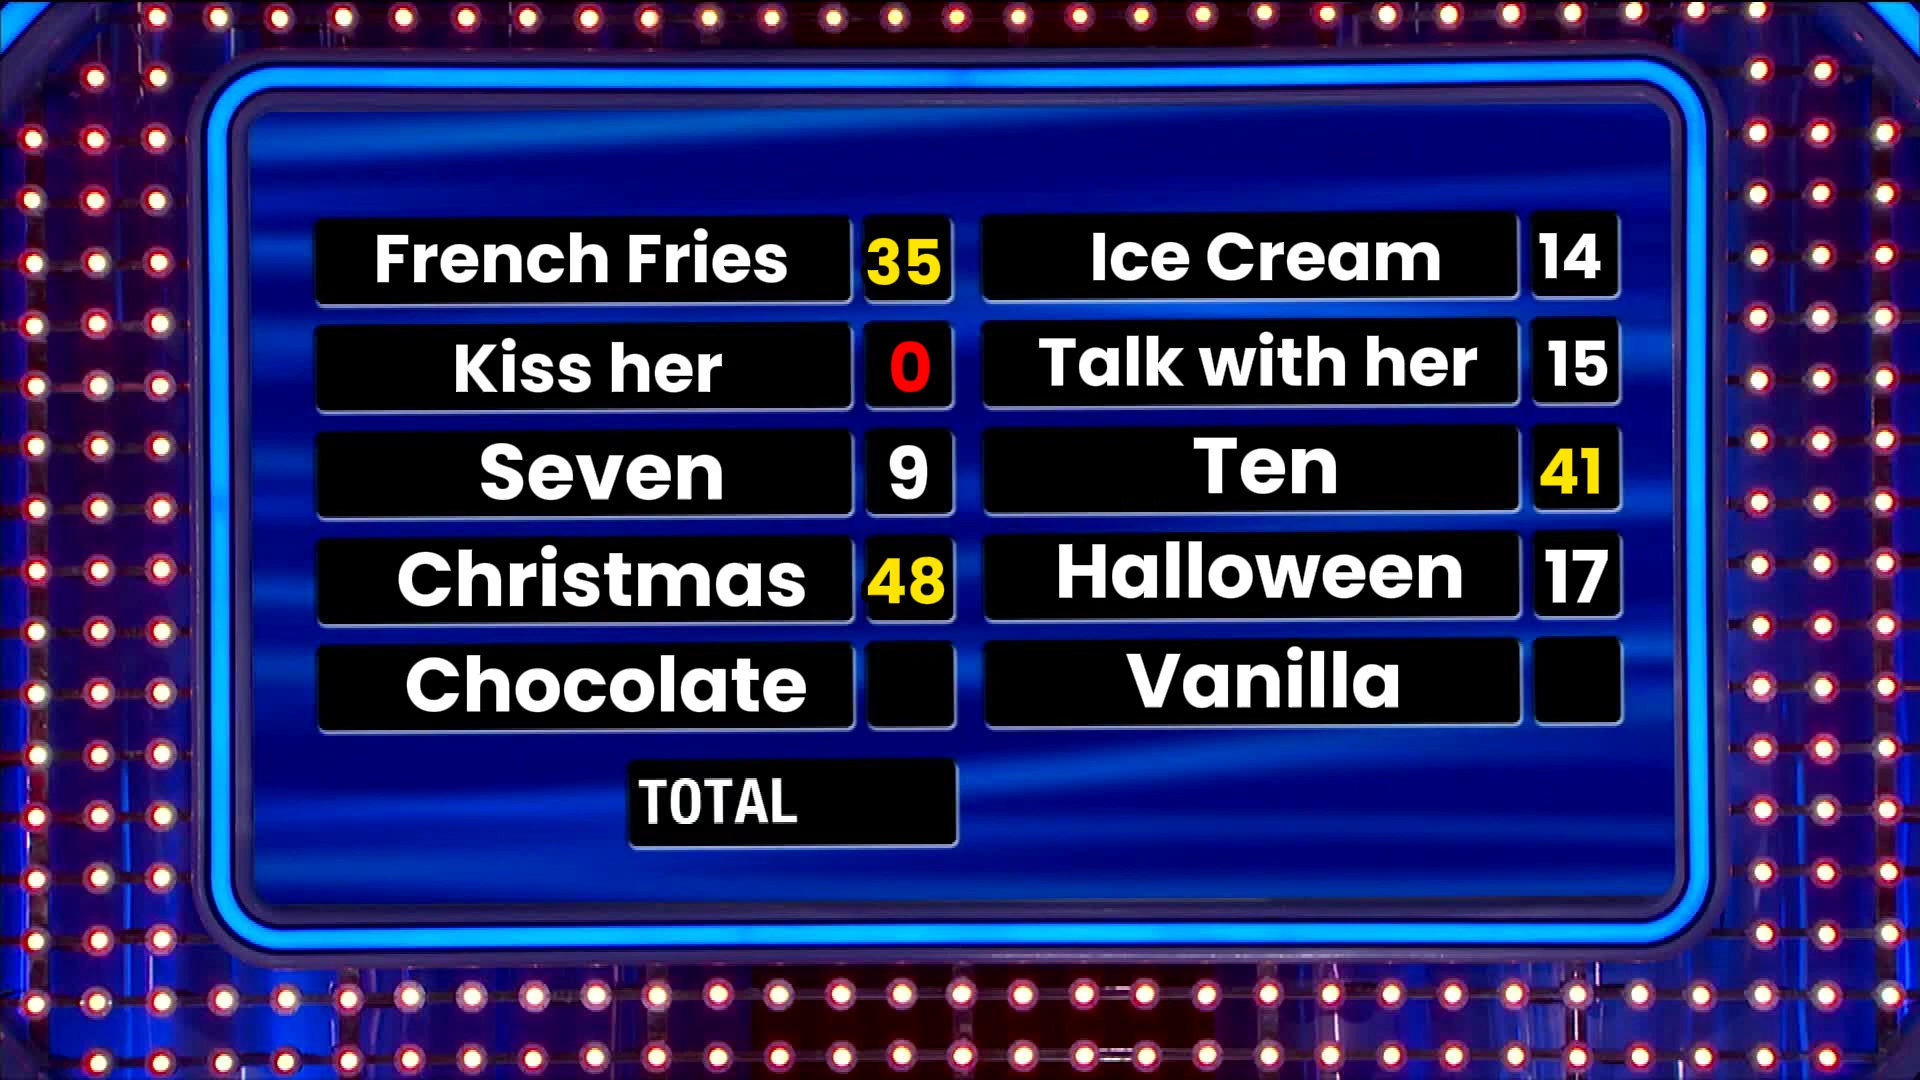 French Fries 35 Ice Cream 14
Kiss her 0 Talk with her 15
Seven 9 Ten 41
Christmas 48 Halloween 17
Chocolate Vanilla
TOTAL